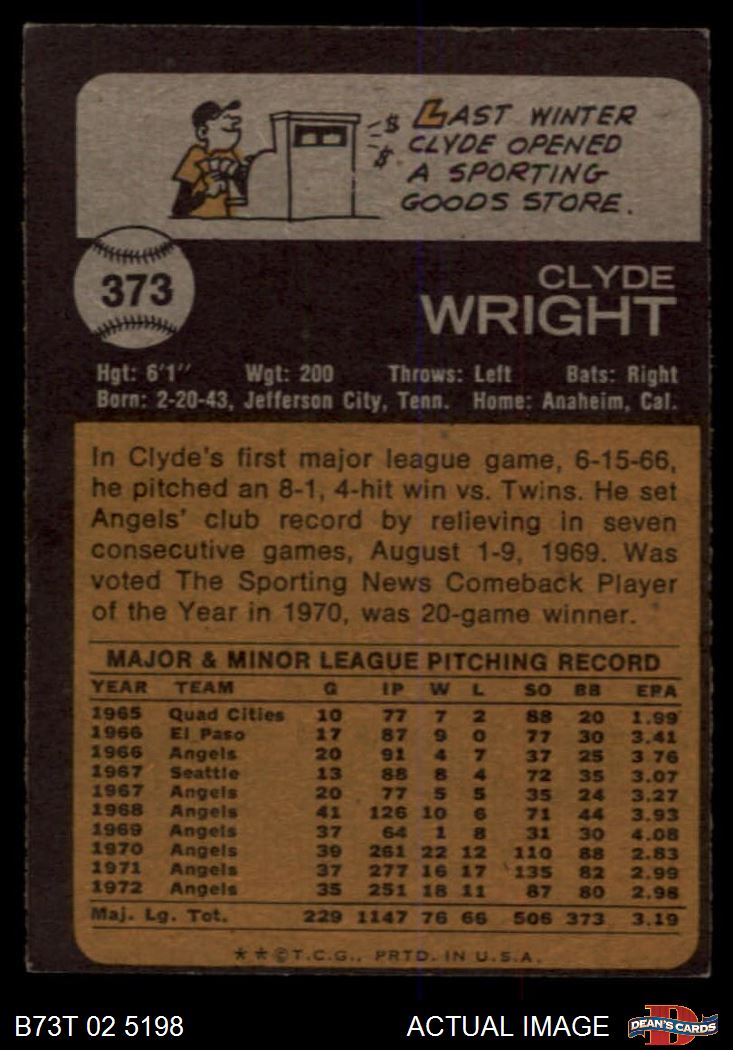 $ LAST WINTER
$ CLYDE OPENED
A SPORTING
GOODS STORE.
373
CLYDE
WRIGHT
Hgt: 6'1" Wgt: 200 Throws: Left Bats: Right
Born: 2-20-43, Jefferson City, Tenn. Home: Anaheim, Cal.
In Clyde's first major league game, 6-15-66,
he pitched an 8-1, 4-hit win vs. Twins. He set
Angels' club record by relieving in seven
consecutive games, August 1-9, 1969. Was
voted The Sporting News Comeback Player
of the Year in 1970, was 20-game winner.
MAJOR & MINOR LEAGUE PITCHING RECORD
YEAR TEAM G IP W L SO BB ERA
1965 Quad Cities 10 77 7 2 88 20 1.99
1966 El Paso 17 87 9 0 77 30 3.41
1966 Angels 20 91 4 7 37 25 3.76
1967 Seattle 13 88 8 4 72 35 3.07
1967 Angels 20 77 5 5 35 24 3.27
1968 Angels 41 126 10 6 71 44 3.93
1969 Angels 37 64 1 8 31 30 4.08
1970 Angels 39 261 22 12 110 88 2.83
1971 Angels 37 277 16 17 135 82 2.99
1972 Angels 35 251 18 11 87 80 2.98
Maj. Lg. Tot. 229 1147 76 66 506 373 3.19
★★©T.C.G., PRTD. IN U.S.A.
B73T 02 5198 ACTUAL IMAGE D DEAN'S CARDS